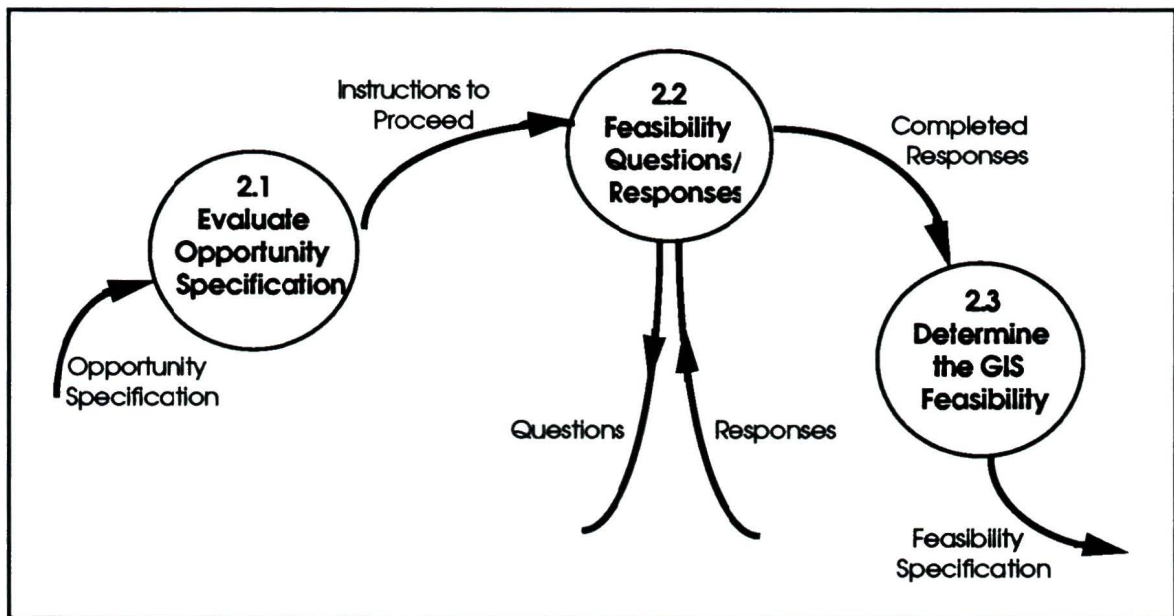 Opportunity
Specification
2.1
Evaluate
Opportunity
Specification
Instructions to
Proceed
2.2
Feasibility
Questions/
Responses
Questions
Responses
Completed
Responses
2.3
Determine
the GIS
Feasibility
Feasibility
Specification